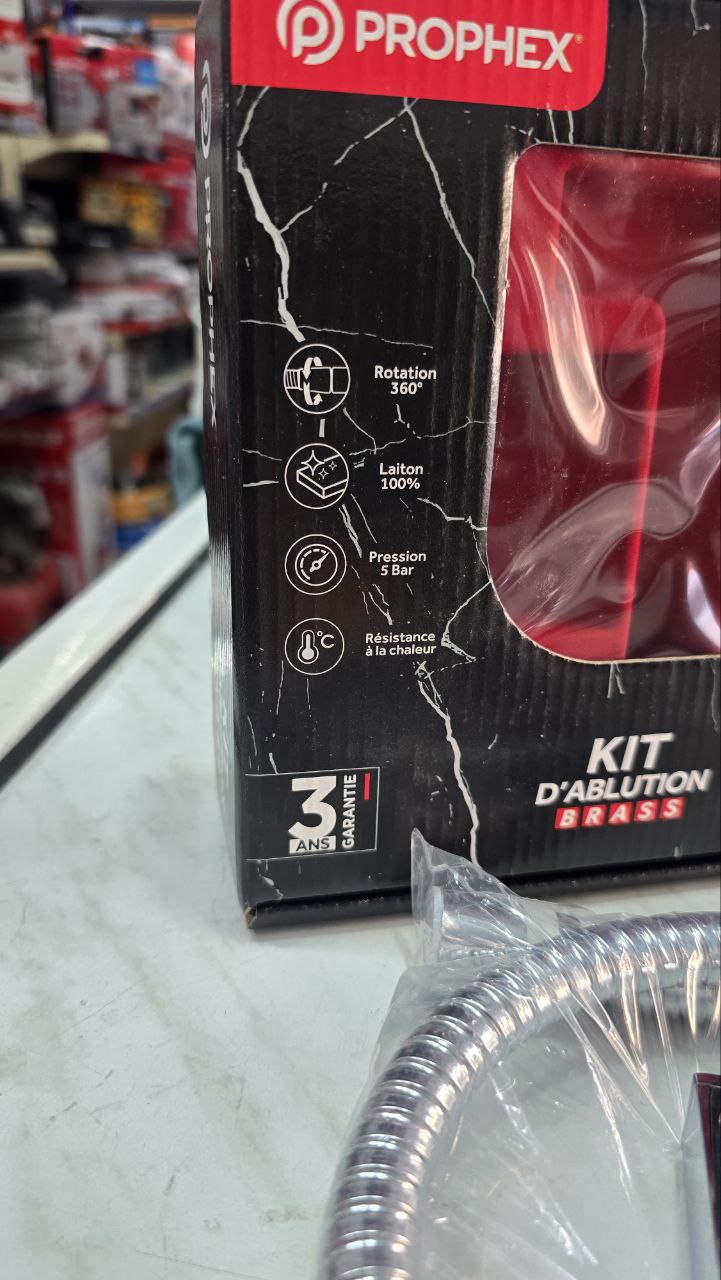 PROPHEX
PROPHEX
Rotation
360°
Laiton
100%
Pression
5 Bar
°C
Résistance
à la chaleur
3
ANS
GARANTIE
KIT
D'ABLUTION
BRASS